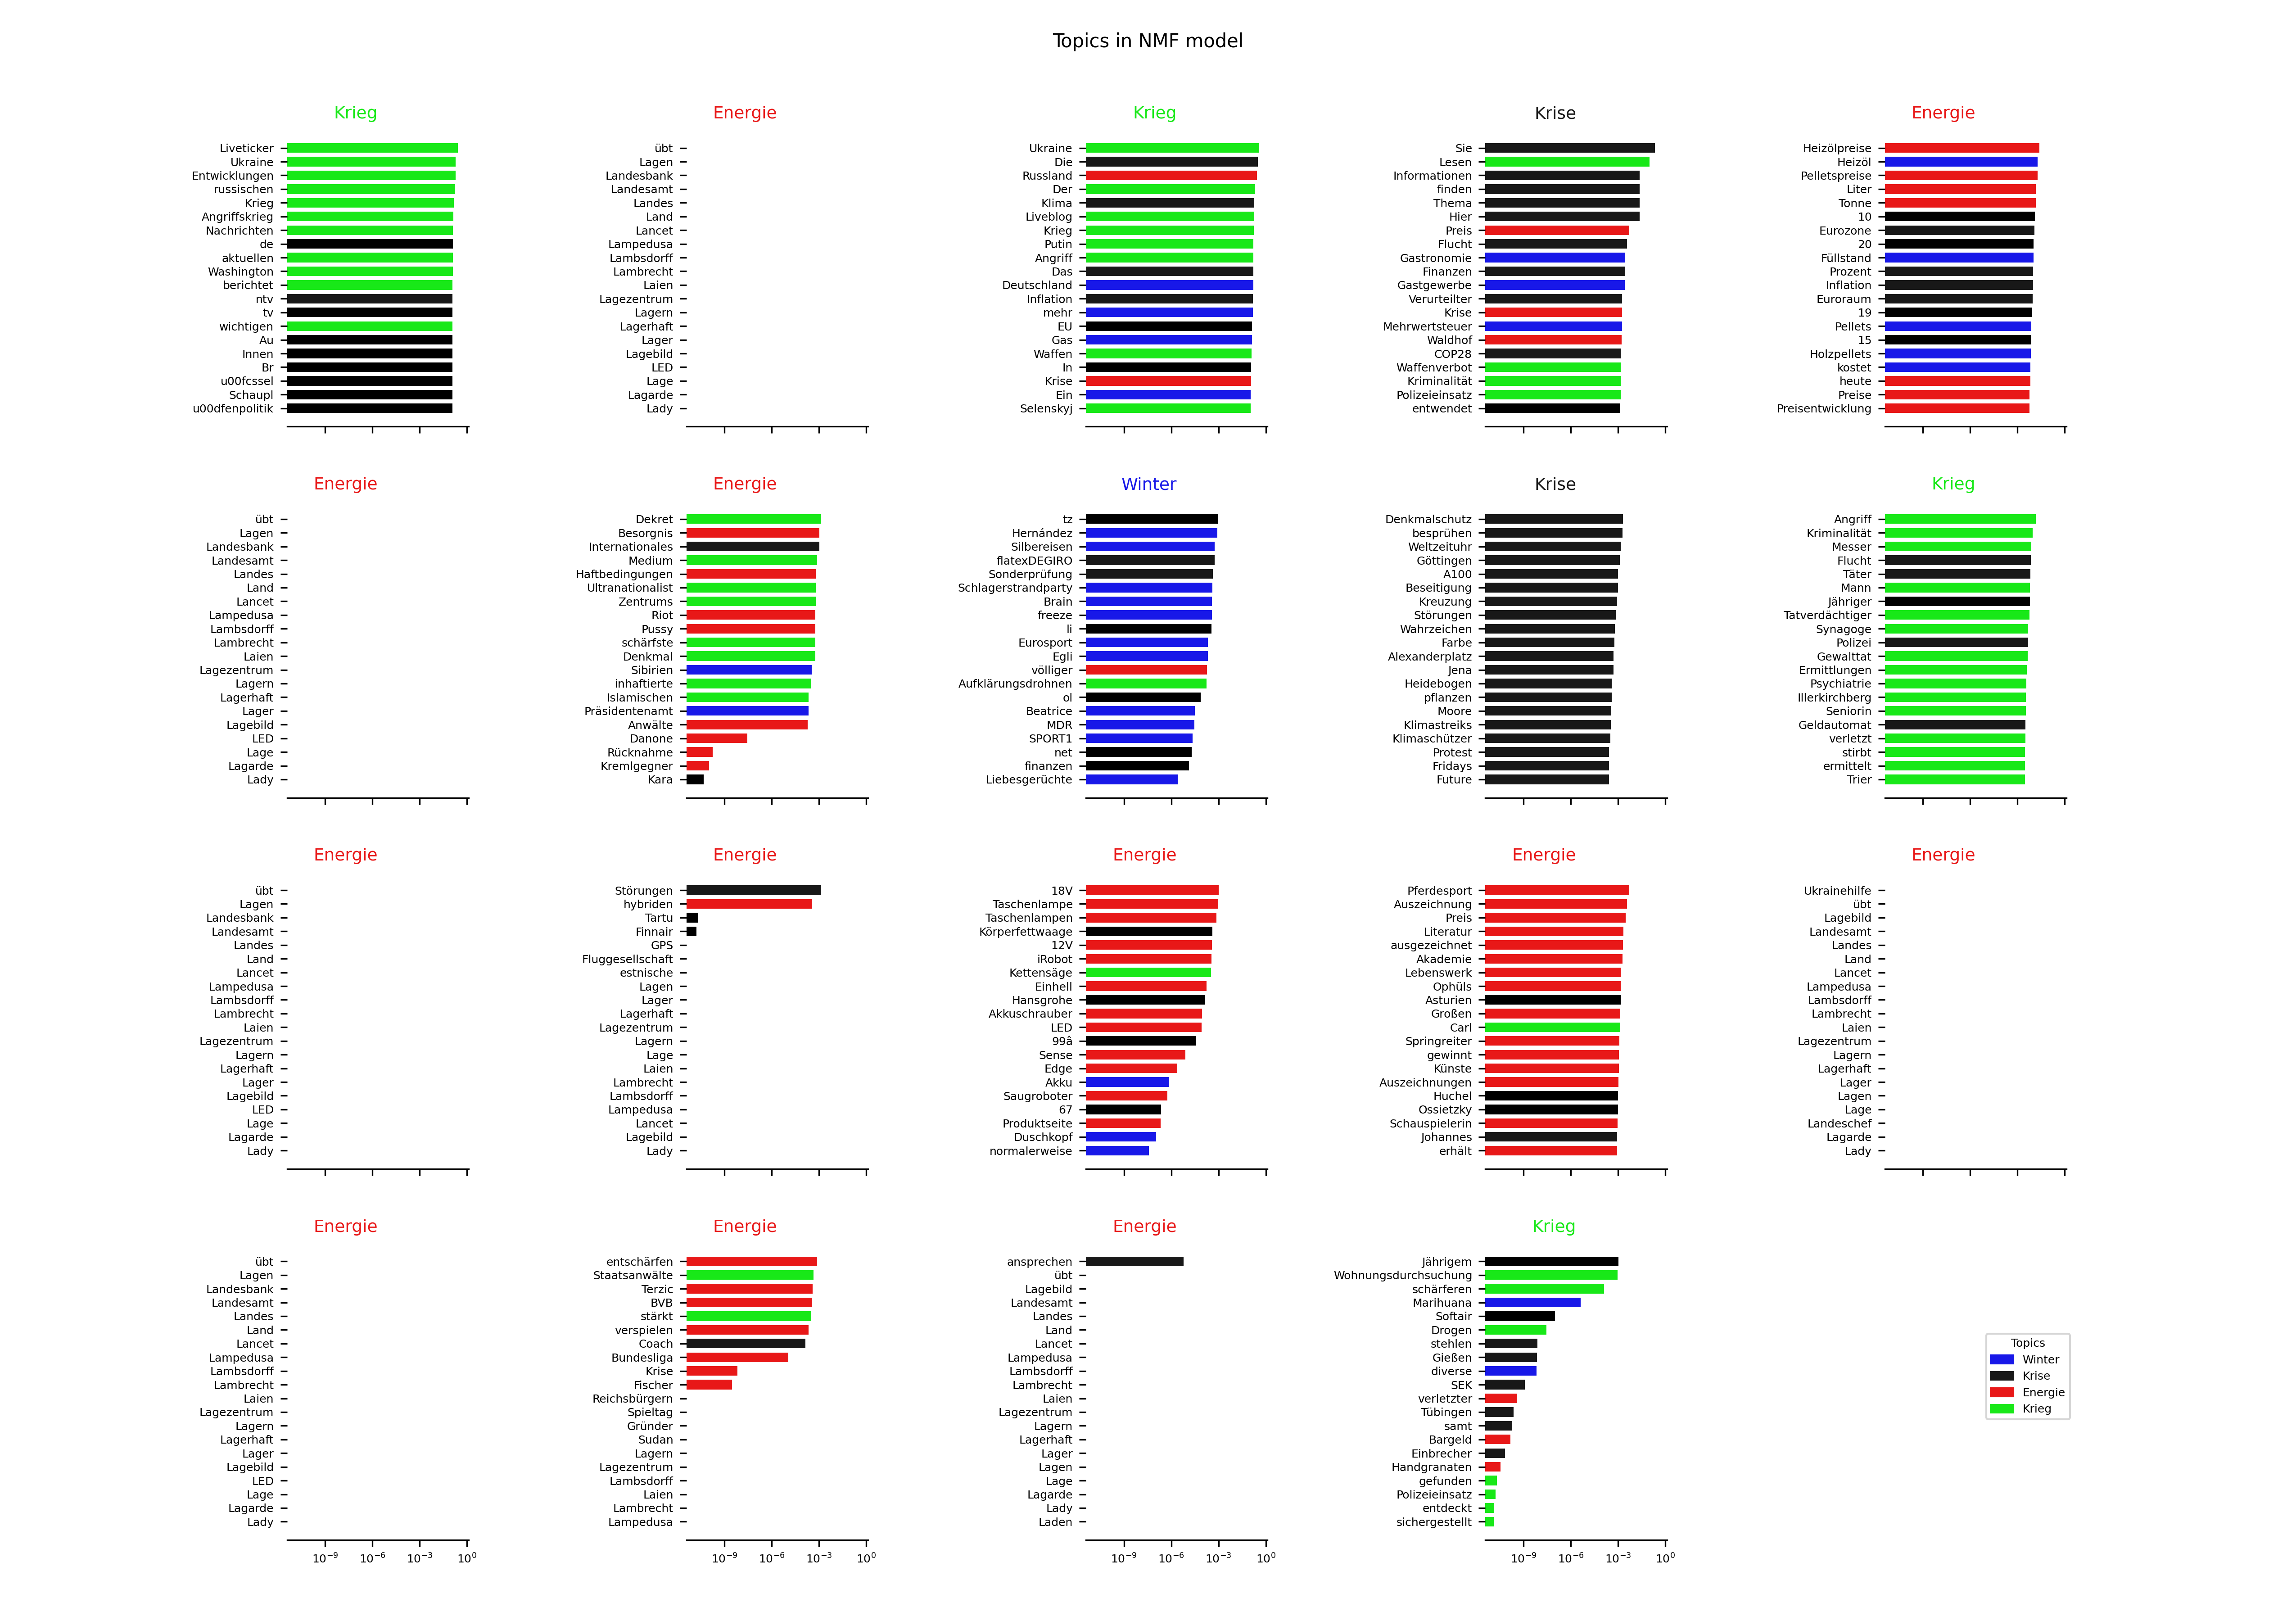 Topics in NMF model
Krieg
Liveticker
Ukraine
Entwicklungen
russischen
Krieg
Angriffskrieg
Nachrichten
de
aktuellen
Washington
berichtet
ntv
tv
wichtigen
Au
Innen
Br
u00fcssel
Schaupl
u00dfenpolitik
Energie
übt
Lagen
Landesbank
Landesamt
Landes
Land
Lancet
Lampedusa
Lambsdorff
Lambrecht
Laien
Lagezentrum
Lagern
Lagerhaft
Lager
Lagebild
LED
Lage
Lagarde
Lady
Krieg
Ukraine
Die
Russland
Der
Klima
Liveblog
Krieg
Putin
Angriff
Das
Deutschland
Inflation
mehr
EU
Gas
Waffen
In
Krise
Ein
Selenskyj
Krise
Sie
Lesen
Informationen
finden
Thema
Hier
Preis
Flucht
Gastronomie
Finanzen
Gastgewerbe
Verurteilter
Krise
Mehrwertsteuer
Waldhof
COP28
Waffenverbot
Kriminalität
Polizeieinsatz
entwendet
Energie
Heizölpreise
Heizöl
Pelletspreise
Liter
Tonne
10
Eurozone
20
Füllstand
Prozent
Inflation
Euroraum
19
Pellets
15
Holzpellets
kostet
heute
Preise
Preisentwicklung
Energie
übt
Lagen
Landesbank
Landesamt
Landes
Land
Lancet
Lampedusa
Lambsdorff
Lambrecht
Laien
Lagezentrum
Lagern
Lagerhaft
Lager
Lagebild
LED
Lage
Lagarde
Lady
Energie
Dekret
Besorgnis
Internationales
Medium
Haftbedingungen
Ultranationalist
Zentrums
Riot
Pussy
schärfste
Denkmal
Sibirien
inhaftierte
Islamischen
Präsidentenamt
Anwälte
Danone
Rücknahme
Kremlgegner
Kara
Winter
tz
Hernández
Silbereisen
flatexDEGIRO
Sonderprüfung
Schlagerstrandparty
Brain
freeze
li
Eurosport
Egli
völliger
Aufklärungsdrohnen
ol
Beatrice
MDR
SPORT1
net
finanzen
Liebesgerüchte
Krise
Denkmalschutz
besprühen
Weltzeituhr
Göttingen
A100
Beseitigung
Kreuzung
Störungen
Wahrzeichen
Farbe
Alexanderplatz
Jena
Heidebogen
pflanzen
Moore
Klimastreiks
Klimaschützer
Protest
Fridays
Future
Krieg
Angriff
Kriminalität
Messer
Flucht
Täter
Mann
Jähriger
Tatverdächtiger
Synagoge
Polizei
Gewalttat
Ermittlungen
Psychiatrie
Illerkirchberg
Seniorin
Geldautomat
verletzt
stirbt
ermittelt
Trier
Energie
übt
Lagen
Landesbank
Landesamt
Landes
Land
Lancet
Lampedusa
Lambsdorff
Lambrecht
Laien
Lagezentrum
Lagern
Lagerhaft
Lager
Lagebild
LED
Lage
Lagarde
Lady
Energie
Störungen
hybriden
Tartu
Finnair
GPS
Fluggesellschaft
estnische
Lagen
Lager
Lagerhaft
Lagezentrum
Lagern
Lage
Laien
Lambrecht
Lambsdorff
Lampedusa
Lancet
Lagebild
Lady
Energie
18V
Taschenlampe
Taschenlampen
Körperfettwaage
12V
iRobot
Kettensäge
Einhell
Hansgrohe
Akkuschrauber
LED
99â
Sense
Edge
Akku
Saugroboter
67
Produktseite
Duschkopf
normalerweise
Energie
Pferdesport
Auszeichnung
Preis
Literatur
ausgezeichnet
Akademie
Lebenswerk
Ophüls
Asturien
Großen
Carl
Springreiter
gewinnt
Künste
Auszeichnungen
Huchel
Ossietzky
Schauspielerin
Johannes
erhält
Energie
Ukrainehilfe
übt
Lagebild
Landesamt
Landes
Land
Lancet
Lampedusa
Lambsdorff
Lambrecht
Laien
Lagezentrum
Lagern
Lagerhaft
Lager
Lagen
Lage
Landeschef
Lagarde
Lady
Energie
übt
Lagen
Landesbank
Landesamt
Landes
Land
Lancet
Lampedusa
Lambsdorff
Lambrecht
Laien
Lagezentrum
Lagern
Lagerhaft
Lager
Lagebild
LED
Lage
Lagarde
Lady
10⁻⁹ 10⁻⁶ 10⁻³ 10⁰
Energie
entschärfen
Staatsanwälte
Terzic
BVB
stärkt
verspielen
Coach
Bundesliga
Krise
Fischer
Reichsbürgern
Spieltag
Gründer
Sudan
Lagern
Lagezentrum
Lambsdorff
Laien
Lambrecht
Lampedusa
10⁻⁹ 10⁻⁶ 10⁻³ 10⁰
Energie
ansprechen
übt
Lagebild
Landesamt
Landes
Land
Lancet
Lampedusa
Lambsdorff
Lambrecht
Laien
Lagezentrum
Lagern
Lagerhaft
Lager
Lagen
Lage
Lagarde
Lady
Laden
10⁻⁹ 10⁻⁶ 10⁻³ 10⁰
Krieg
Jährigem
Wohnungsdurchsuchung
schärferen
Marihuana
Softair
Drogen
stehlen
Gießen
diverse
SEK
verletzter
Tübingen
samt
Bargeld
Einbrecher
Handgranaten
gefunden
Polizeieinsatz
entdeckt
sichergestellt
10⁻⁹ 10⁻⁶ 10⁻³ 10⁰
Topics
Winter
Krise
Energie
Krieg